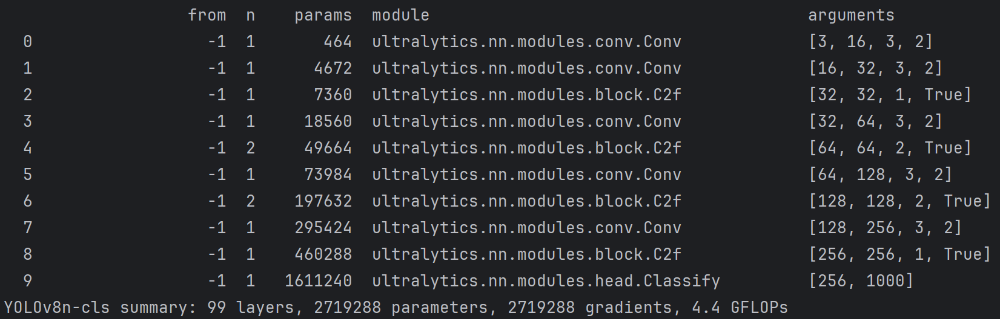 from n params module arguments
0 -1 1 464 ultralytics.nn.modules.conv.Conv [3, 16, 3, 2]
1 -1 1 4672 ultralytics.nn.modules.conv.Conv [16, 32, 3, 2]
2 -1 1 7360 ultralytics.nn.modules.block.C2f [32, 32, 1, True]
3 -1 1 18560 ultralytics.nn.modules.conv.Conv [32, 64, 3, 2]
4 -1 2 49664 ultralytics.nn.modules.block.C2f [64, 64, 2, True]
5 -1 1 73984 ultralytics.nn.modules.conv.Conv [64, 128, 3, 2]
6 -1 2 197632 ultralytics.nn.modules.block.C2f [128, 128, 2, True]
7 -1 1 295424 ultralytics.nn.modules.conv.Conv [128, 256, 3, 2]
8 -1 1 460288 ultralytics.nn.modules.block.C2f [256, 256, 1, True]
9 -1 1 1611240 ultralytics.nn.modules.head.Classify [256, 1000]
YOLOv8n-cls summary: 99 layers, 2719288 parameters, 2719288 gradients, 4.4 GFLOPs